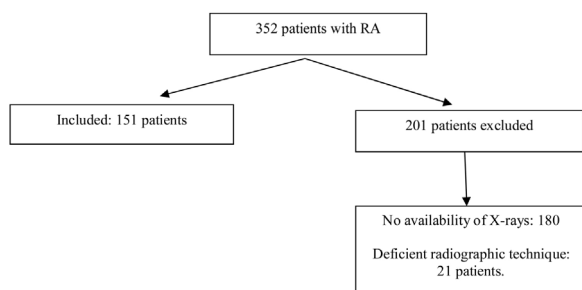 352 patients with RA
Included: 151 patients
201 patients excluded
No availability of X-rays: 180
Deficient radiographic technique:
21 patients.